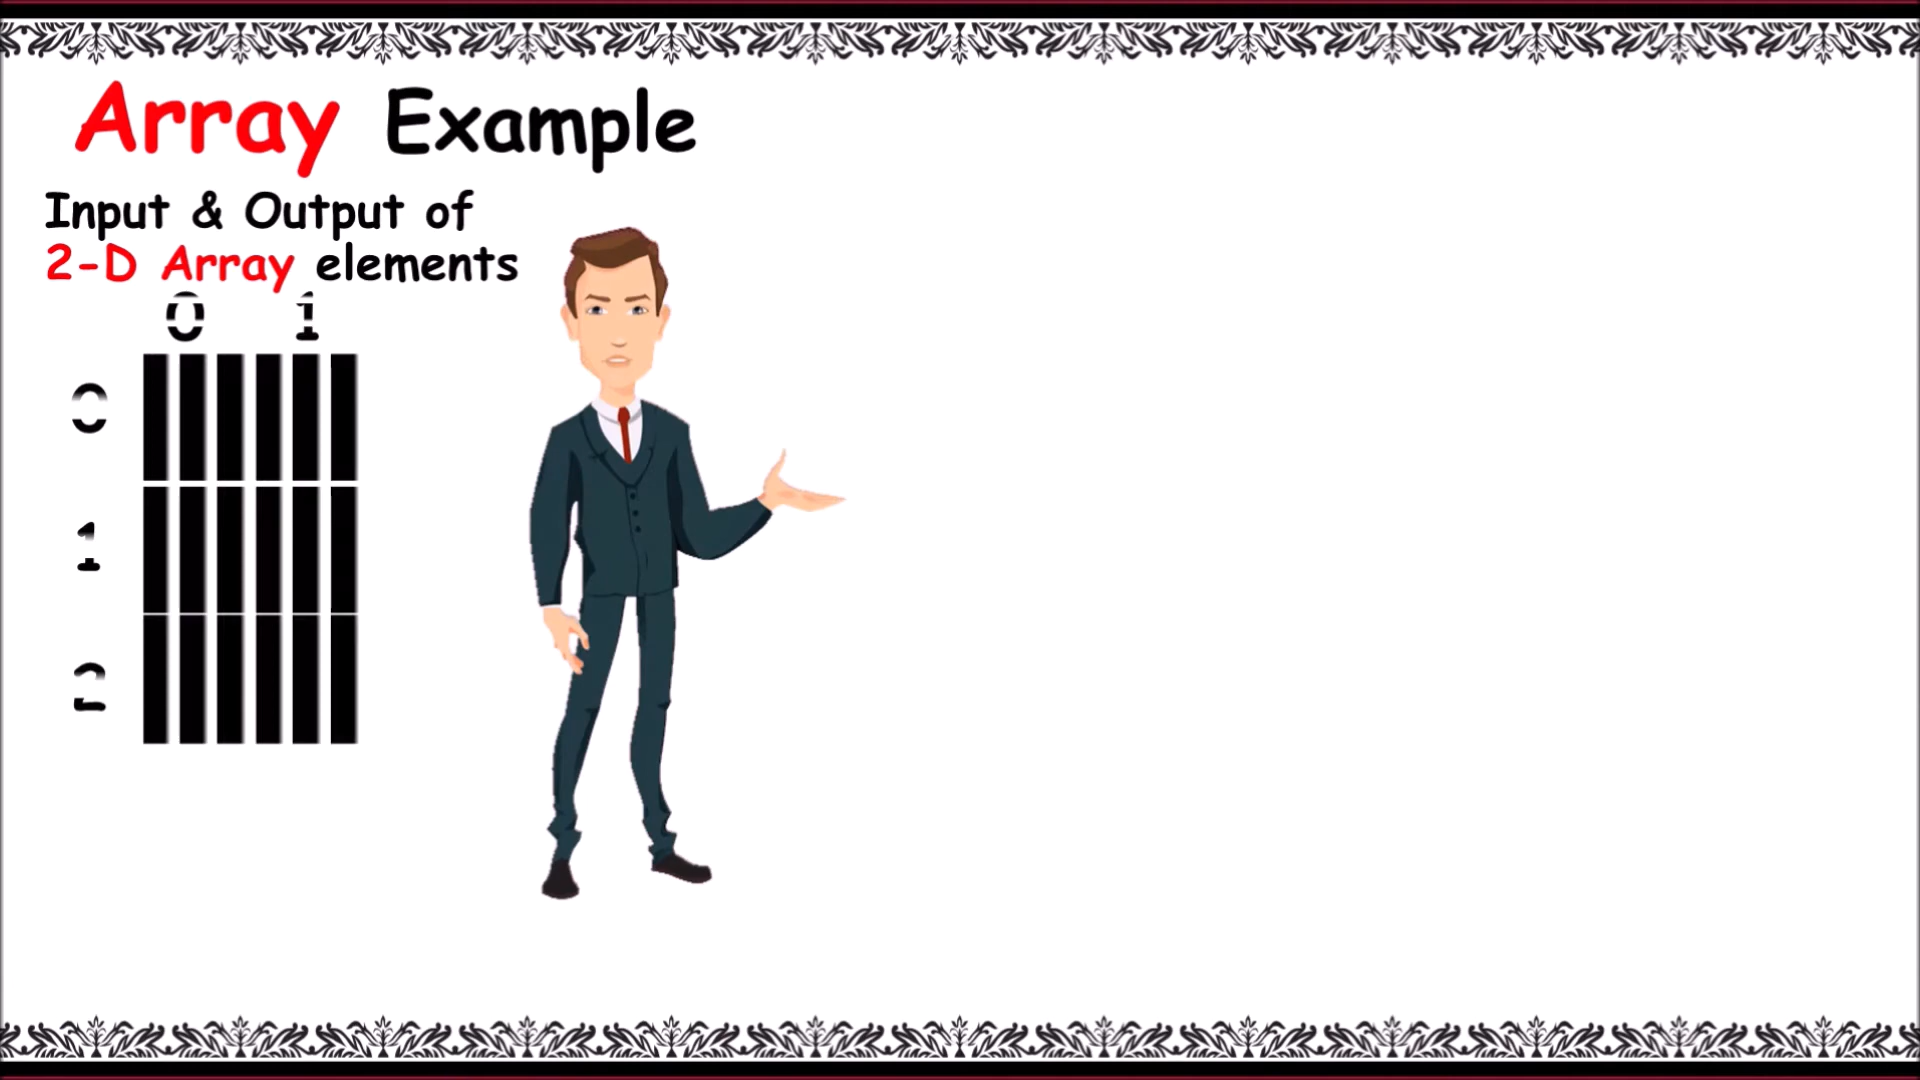 Array Example
Input & Output of
2-D Array elements
0 1
0
1
2